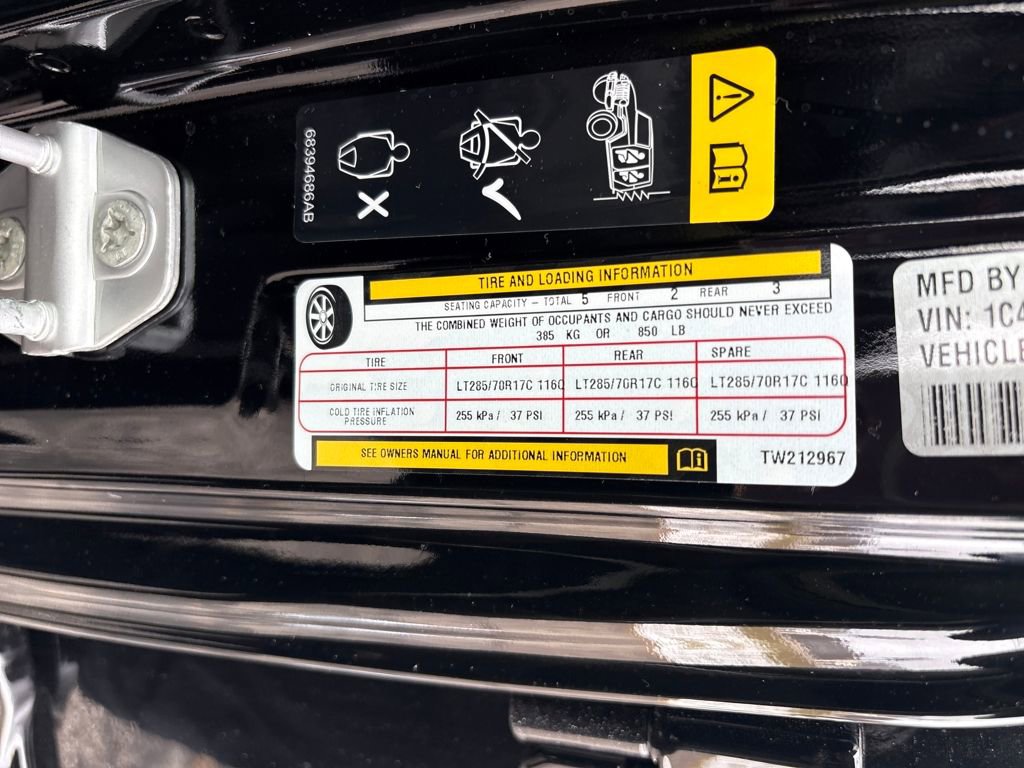 68394686AB
TIRE AND LOADING INFORMATION
SEATING CAPACITY – TOTAL 5 FRONT 2 REAR 3
THE COMBINED WEIGHT OF OCCUPANTS AND CARGO SHOULD NEVER EXCEED
385 KG OR 850 LB
TIRE FRONT REAR SPARE
ORIGINAL TIRE SIZE LT285/70R17C 116Q LT285/70R17C 116Q LT285/70R17C 116Q
COLD TIRE INFLATION PRESSURE 255 kPa / 37 PSI 255 kPa / 37 PSI 255 kPa / 37 PSI
SEE OWNERS MANUAL FOR ADDITIONAL INFORMATION
TW212967
MFD BY
VIN: 1C4
VEHICLE